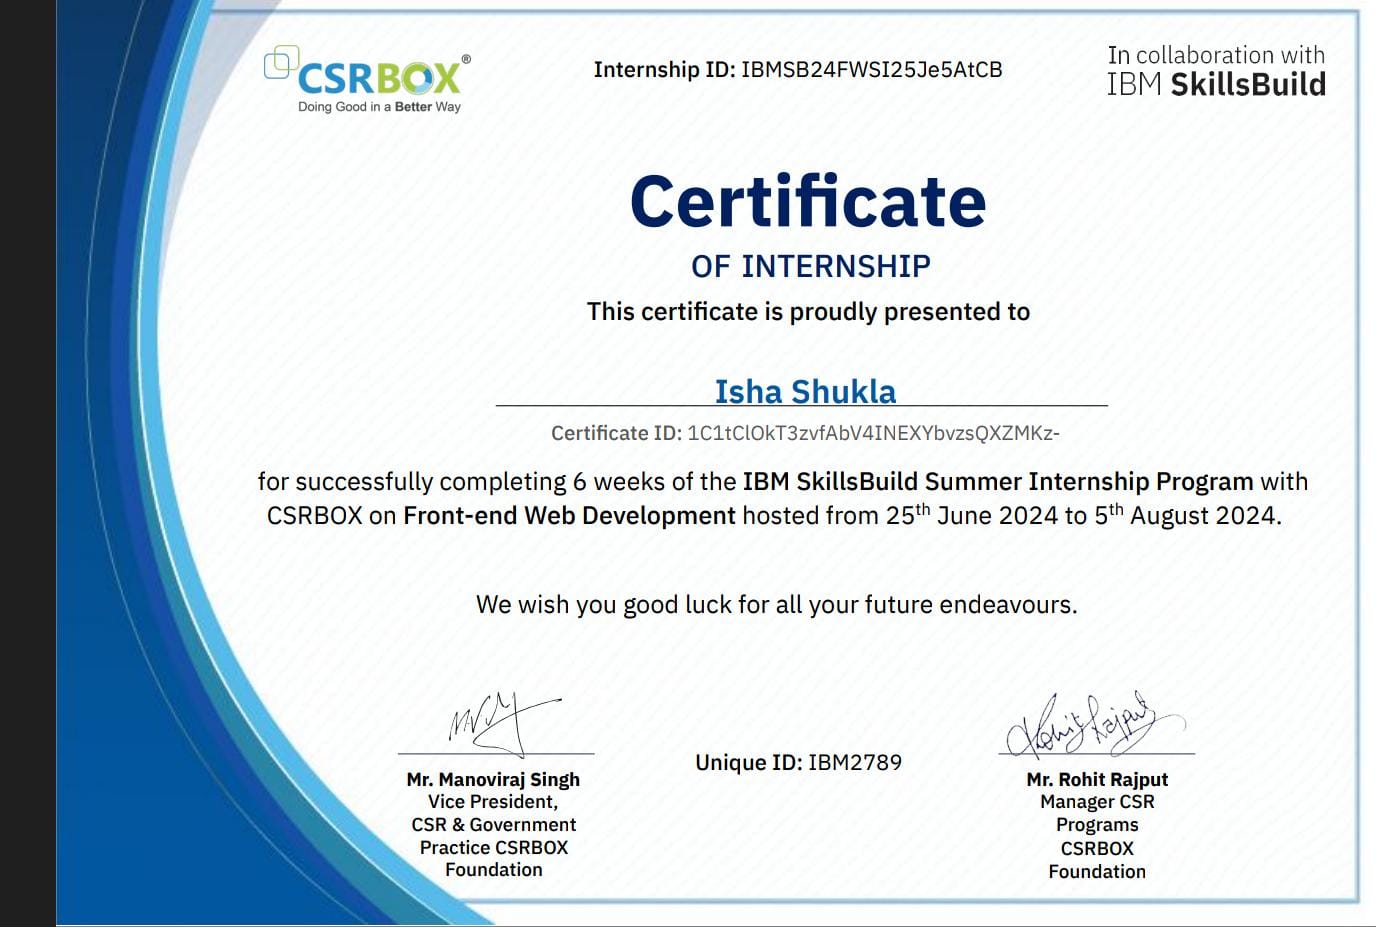 CSRBOX®
Doing Good in a Better Way
Internship ID: IBMSB24FWSI25Je5AtCB
In collaboration with
IBM SkillsBuild
Certificate
OF INTERNSHIP
This certificate is proudly presented to
Isha Shukla
Certificate ID: 1C1tClOkT3zvfAbV4INEXYbvzsQXZMKz-
for successfully completing 6 weeks of the IBM SkillsBuild Summer Internship Program with
CSRBOX on Front-end Web Development hosted from 25th June 2024 to 5th August 2024.
We wish you good luck for all your future endeavours.
Mr. Manoviraj Singh
Vice President,
CSR & Government
Practice CSRBOX
Foundation
Unique ID: IBM2789
Rohit Rajput
Mr. Rohit Rajput
Manager CSR
Programs
CSRBOX
Foundation